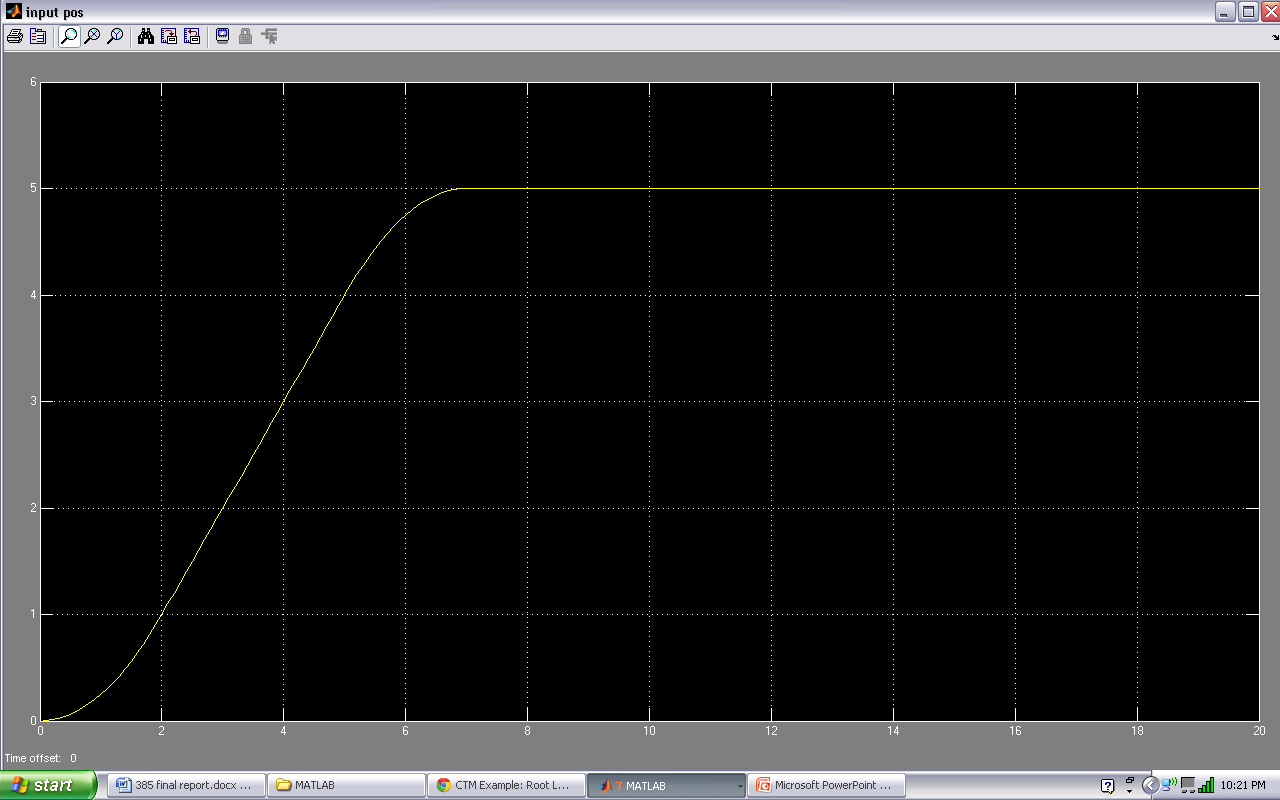 input pos
6
5
4
3
2
1
0
0 2 4 6 8 10 12 14 16 18 20
Time offset: 0
start 385 final report.docx ... MATLAB CTM Example: Root L... 7 MATLAB Microsoft PowerPoint ... 10:21 PM